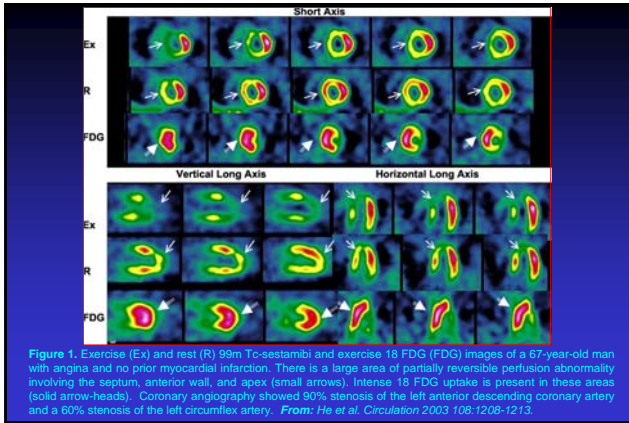 Short Axis
Ex
R
FDG
Vertical Long Axis Horizontal Long Axis
Ex
R
FDG
Figure 1. Exercise (Ex) and rest (R) 99m Tc-sestamibi and exercise 18 FDG (FDG) images of a 67-year-old man
with angina and no prior myocardial infarction. There is a large area of partially reversible perfusion abnormality
involving the septum, anterior wall, and apex (small arrows). Intense 18 FDG uptake is present in these areas
(solid arrow-heads). Coronary angiography showed 90% stenosis of the left anterior descending coronary artery
and a 60% stenosis of the left circumflex artery. From: He et al. Circulation 2003 108:1208-1213.